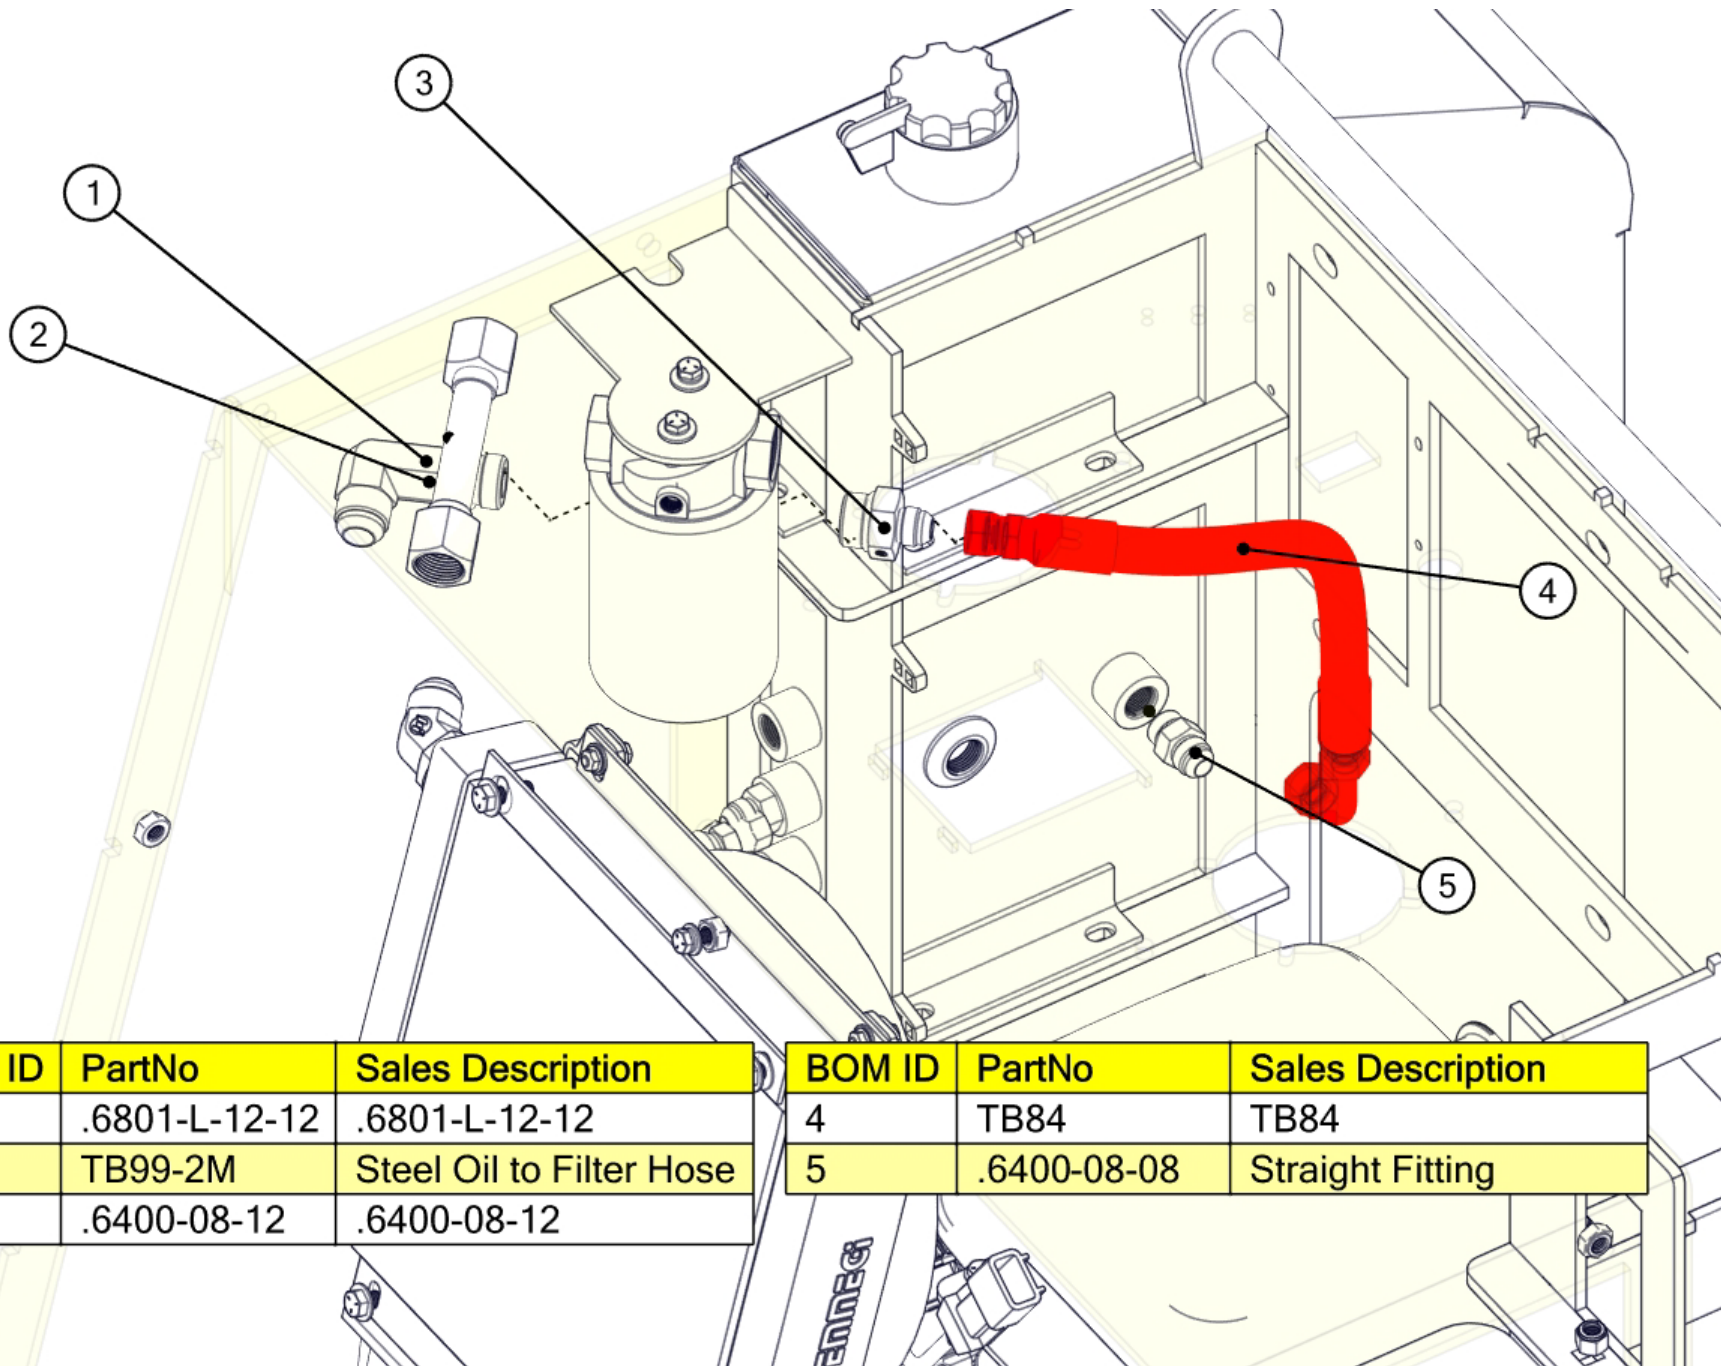 3
1
2
4
5
ID PartNo Sales Description
.6801-L-12-12 .6801-L-12-12
TB99-2M Steel Oil to Filter Hose
.6400-08-12 .6400-08-12
BOM ID PartNo Sales Description
4 TB84 TB84
5 .6400-08-08 Straight Fitting